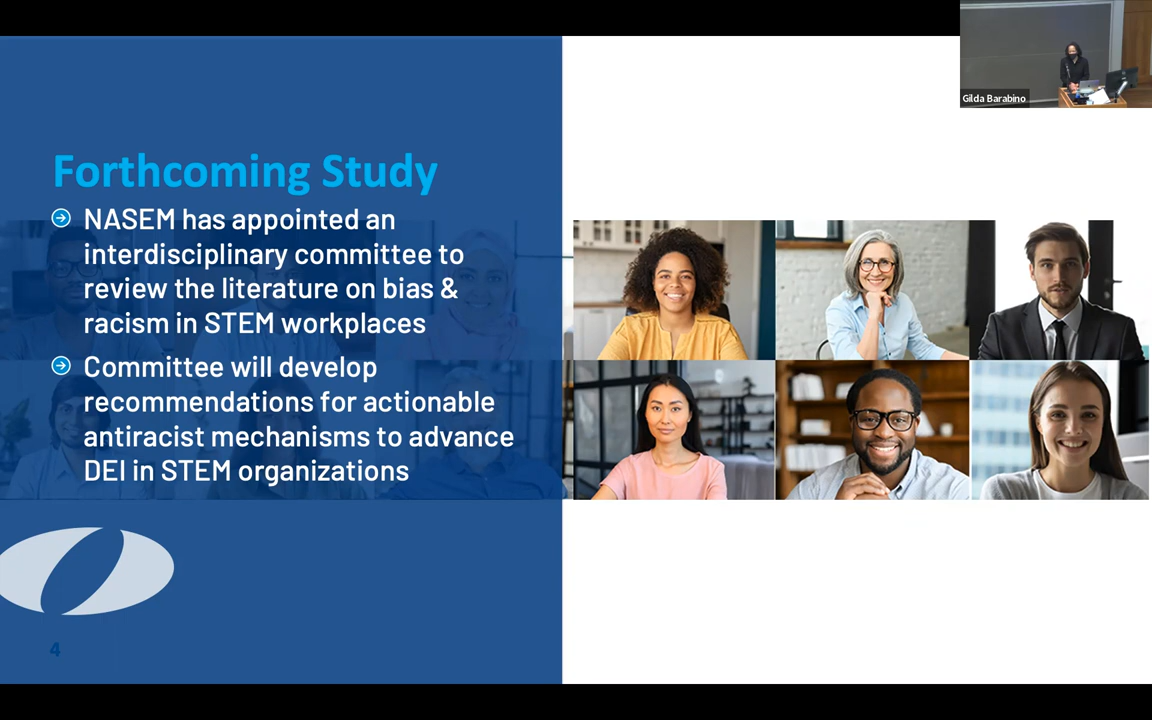 Gilda Barabino
Forthcoming Study
NASEM has appointed an
interdisciplinary committee to
review the literature on bias &
racism in STEM workplaces
Committee will develop
recommendations for actionable
antiracist mechanisms to advance
DEI in STEM organizations
4